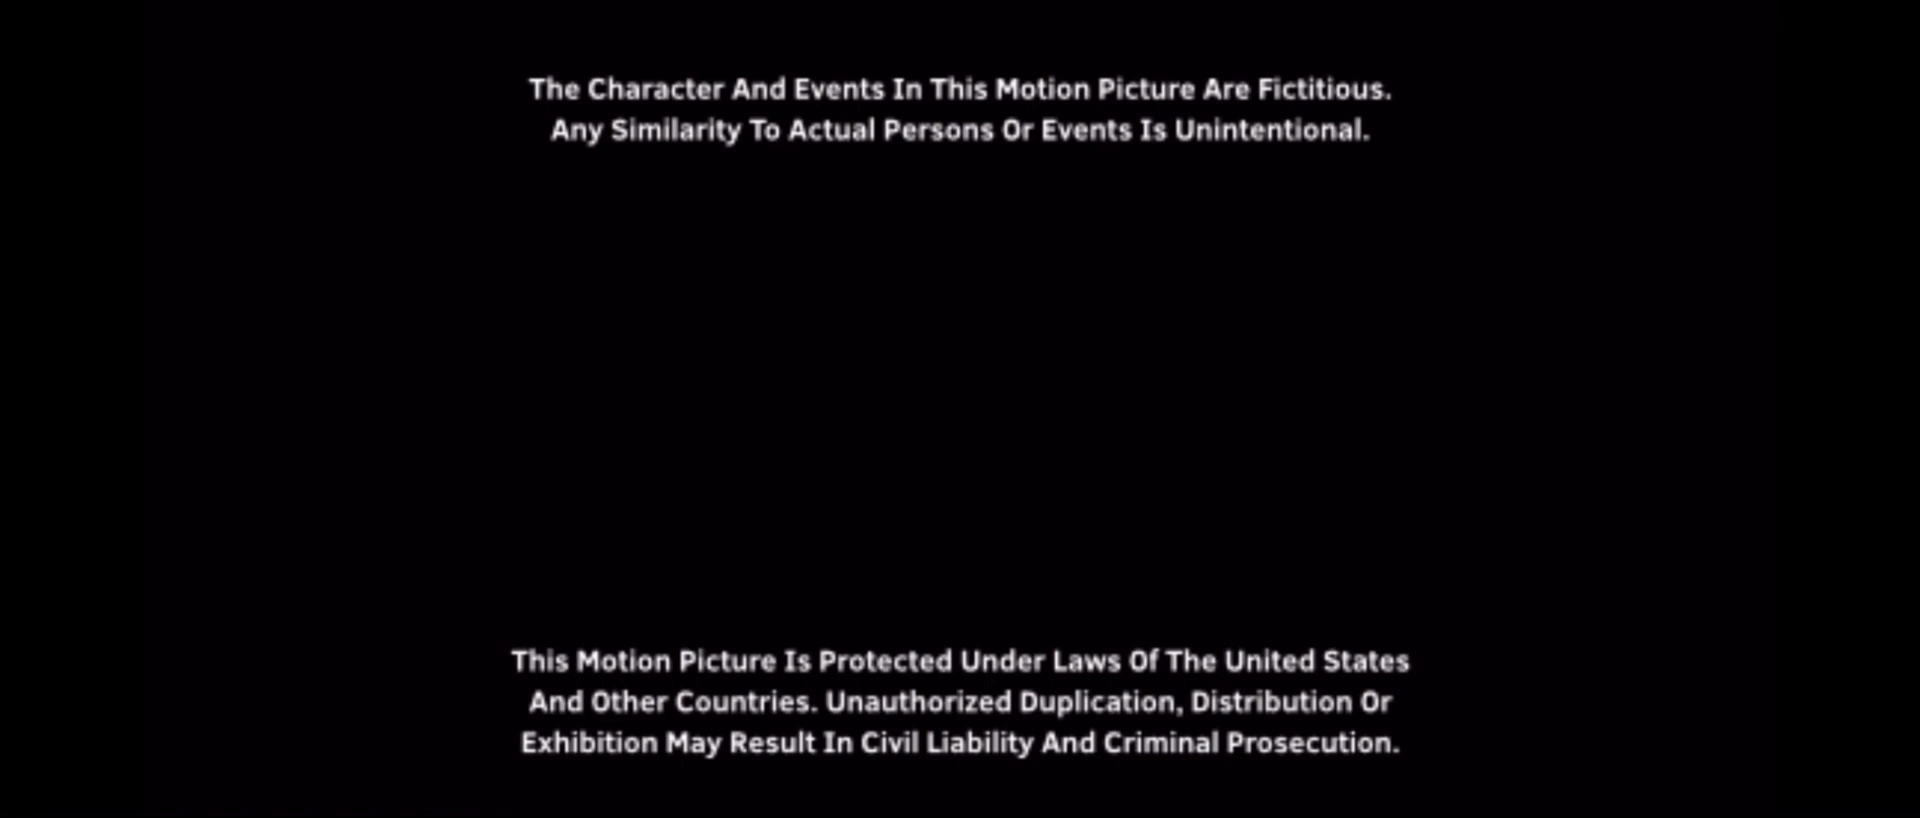 The Character And Events In This Motion Picture Are Fictitious.
Any Similarity To Actual Persons Or Events Is Unintentional.
This Motion Picture Is Protected Under Laws Of The United States
And Other Countries. Unauthorized Duplication, Distribution Or
Exhibition May Result In Civil Liability And Criminal Prosecution.